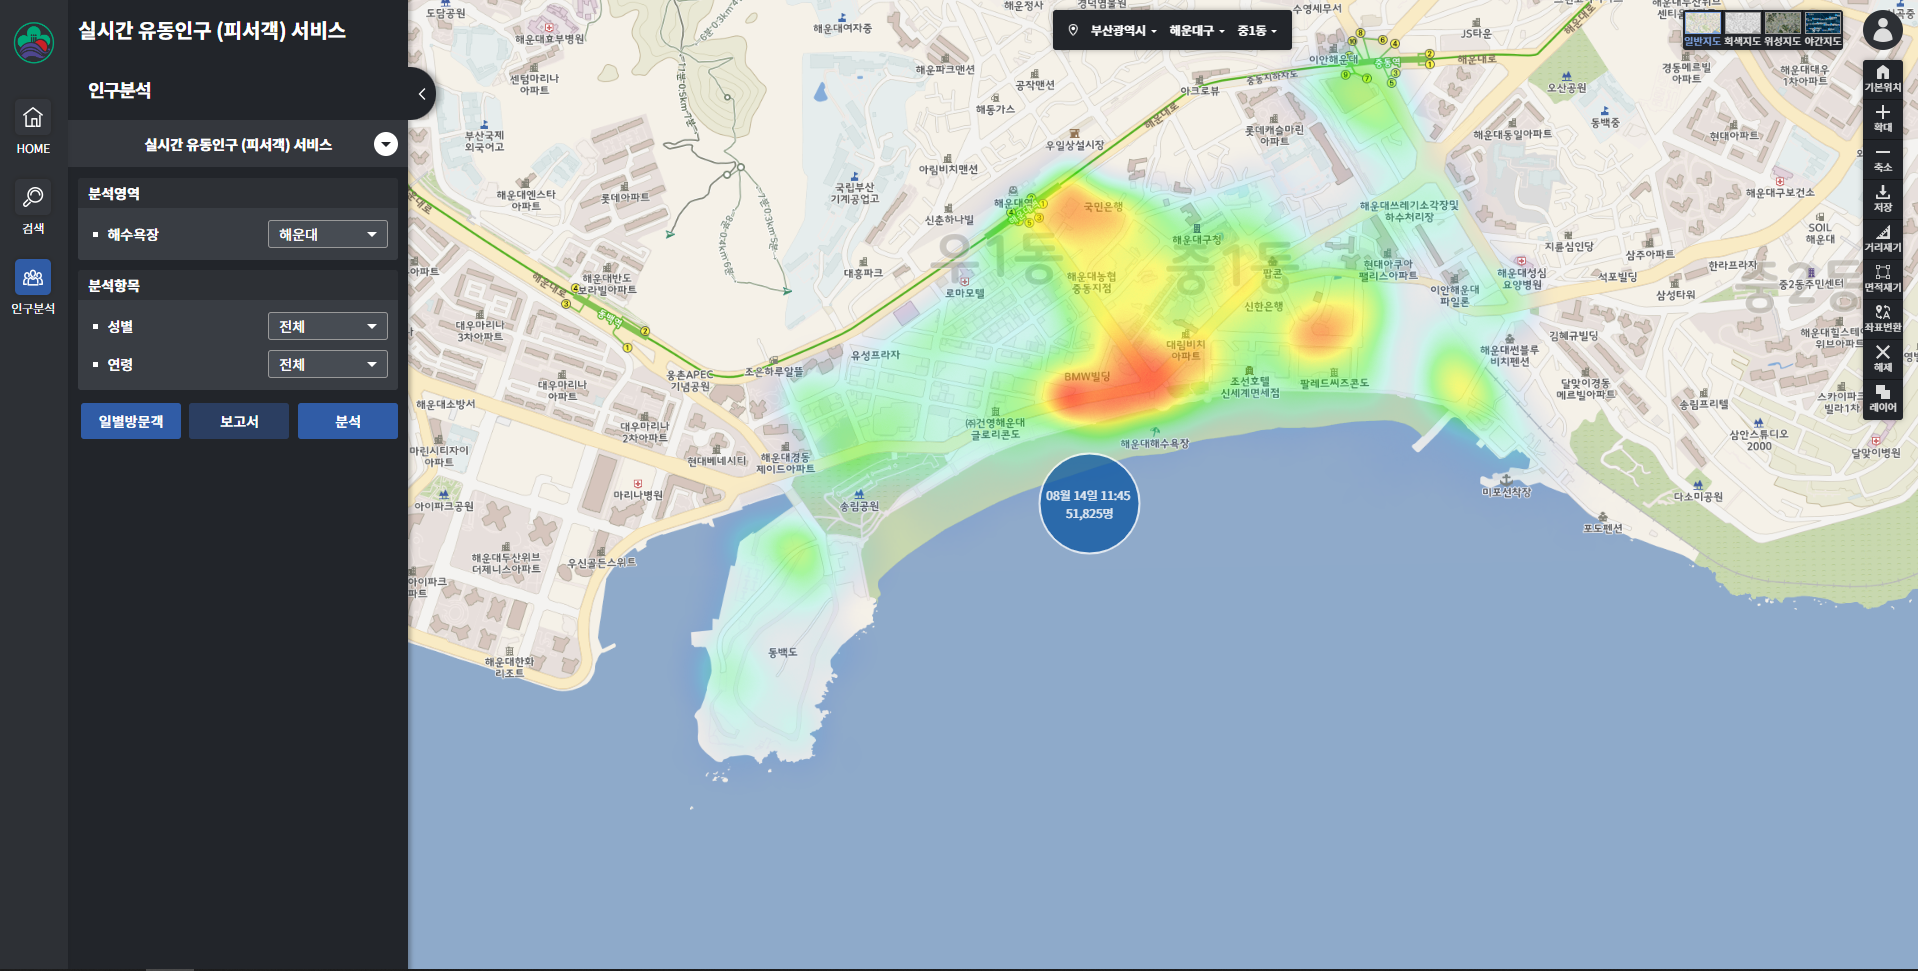 실시간 유동인구 (피서객) 서비스
인구분석
HOME
검색
인구분석
실시간 유동인구 (피서객) 서비스
분석영역
해수욕장
해운대
분석항목
성별
전체
연령
전체
일별방문객
보고서
분석
부산광역시
해운대구
중1동
일반지도
회색지도
위성지도
야간지도
기본위치
확대
축소
저장
거리재기
면적재기
좌표변환
해제
레이어
도담공원
해운대효부병원
센텀마리나
아파트
부산국제
외국어고
해운대엔스타
아파트
롯데아파트
해운대여자중
해운대파크맨션
공작맨션
해동가스
아크로뷰
해운정사
수영세무서
이안해운대
중동역
JS타운
해운대로
오산공원
경동메르빌
아파트
해운대대우
1차아파트
동백중
해운대동일아파트
현대아파트
롯데캐슬마린
아파트
우일상설시장
아림비치맨션
국립부산
기계공업고
신춘하나빌
해운대역
국민은행
해운대구청
해운대쓰레기소각장및
하수처리장
해운대구보건소
SOIL
해운대
지륜심인당
삼주아파트
한라프라자
우1동
중1동
중2동
대흥파크
로마모텔
해운대농협
중동지점
팔콘
현대아쿠아
팰리스아파트
이안해운대
파일론
해운대성심
요양병원
석포빌딩
삼성타워
중2동주민센터
신한은행
해운대반도
보라빌아파트
해운대로
동백역
대우마리나
3차아파트
유성프라자
조은하루알뜰
웅촌APEC
기념공원
대우마리나
아파트
해운대소방서
대우마리나
2차아파트
현대베네시티
해운대경동
제이드아파트
마린시티자이
아파트
아이파크공원
마리나병원
송림공원
대림비치
아파트
BMW빌딩
조선호텔
신세계면세점
팔레드씨즈콘도
㈜건영해운대
글로리콘도
해운대해수욕장
해운대썬블루
비치펜션
김혜규빌딩
해운대힐스테
위브아파트
달맞이경동
메르빌아파트
송림프리텔
스카이파크
빌라1차
삼안스튜디오
2000
달맞이병원
다소미공원
미포선착장
포도펜션
08월 14일 11:45
51,825명
해운대두산위브
더제니스아파트
우신골든스위트
아이파크
해운대한화
리조트
동백도